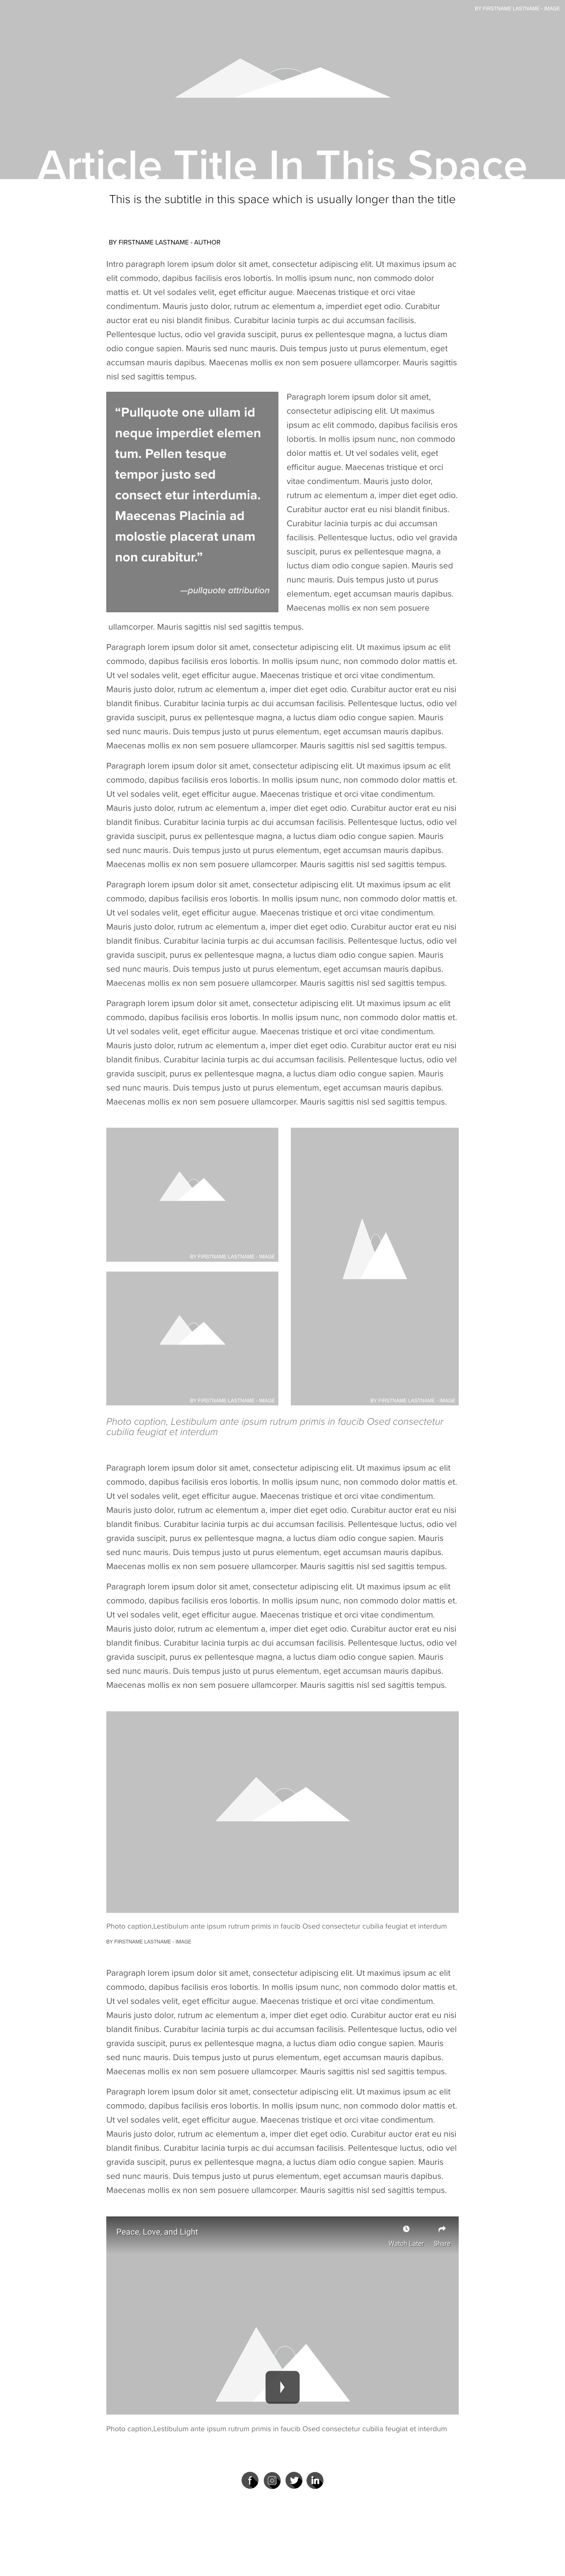 BY FIRSTNAME LASTNAME - IMAGE
Article Title In This Space
This is the subtitle in this space which is usually longer than the title
BY FIRSTNAME LASTNAME - AUTHOR
Intro paragraph lorem ipsum dolor sit amet, consectetur adipiscing elit. Ut maximus ipsum ac
elit commodo, dapibus facilisis eros lobortis. In mollis ipsum nunc, non commodo dolor
mattis et. Ut vel sodales velit, eget efficitur augue. Maecenas tristique et orci vitae
condimentum. Mauris justo dolor, rutrum ac elementum a, imperdiet eget odio. Curabitur
auctor erat eu nisi blandit finibus. Curabitur lacinia turpis ac dui accumsan facilisis.
Pellentesque luctus, odio vel gravida suscipit, purus ex pellentesque magna, a luctus diam
odio congue sapien. Mauris sed nunc mauris. Duis tempus justo ut purus elementum, eget
accumsan mauris dapibus. Maecenas mollis ex non sem posuere ullamcorper. Mauris sagittis
nisl sed sagittis tempus.
“Pullquote one ullam id
neque imperdiet elemen
tum. Pellen tesque
tempor justo sed
consect etur interdumia.
Maecenas Placinia ad
molostie placerat unam
non curabitur.”
—pullquote attribution
Paragraph lorem ipsum dolor sit amet,
consectetur adipiscing elit. Ut maximus
ipsum ac elit commodo, dapibus facilisis eros
lobortis. In mollis ipsum nunc, non commodo
dolor mattis et. Ut vel sodales velit, eget
efficitur augue. Maecenas tristique et orci
vitae condimentum. Mauris justo dolor,
rutrum ac elementum a, imper diet eget odio.
Curabitur auctor erat eu nisi blandit finibus.
Curabitur lacinia turpis ac dui accumsan
facilisis. Pellentesque luctus, odio vel gravida
suscipit, purus ex pellentesque magna, a
luctus diam odio congue sapien. Mauris sed
nunc mauris. Duis tempus justo ut purus
elementum, eget accumsan mauris dapibus.
Maecenas mollis ex non sem posuere
ullamcorper. Mauris sagittis nisl sed sagittis tempus.
Paragraph lorem ipsum dolor sit amet, consectetur adipiscing elit. Ut maximus ipsum ac elit
commodo, dapibus facilisis eros lobortis. In mollis ipsum nunc, non commodo dolor mattis et.
Ut vel sodales velit, eget efficitur augue. Maecenas tristique et orci vitae condimentum.
Mauris justo dolor, rutrum ac elementum a, imper diet eget odio. Curabitur auctor erat eu nisi
blandit finibus. Curabitur lacinia turpis ac dui accumsan facilisis. Pellentesque luctus, odio vel
gravida suscipit, purus ex pellentesque magna, a luctus diam odio congue sapien. Mauris
sed nunc mauris. Duis tempus justo ut purus elementum, eget accumsan mauris dapibus.
Maecenas mollis ex non sem posuere ullamcorper. Mauris sagittis nisl sed sagittis tempus.
Paragraph lorem ipsum dolor sit amet, consectetur adipiscing elit. Ut maximus ipsum ac elit
commodo, dapibus facilisis eros lobortis. In mollis ipsum nunc, non commodo dolor mattis et.
Ut vel sodales velit, eget efficitur augue. Maecenas tristique et orci vitae condimentum.
Mauris justo dolor, rutrum ac elementum a, imper diet eget odio. Curabitur auctor erat eu nisi
blandit finibus. Curabitur lacinia turpis ac dui accumsan facilisis. Pellentesque luctus, odio vel
gravida suscipit, purus ex pellentesque magna, a luctus diam odio congue sapien. Mauris
sed nunc mauris. Duis tempus justo ut purus elementum, eget accumsan mauris dapibus.
Maecenas mollis ex non sem posuere ullamcorper. Mauris sagittis nisl sed sagittis tempus.
Paragraph lorem ipsum dolor sit amet, consectetur adipiscing elit. Ut maximus ipsum ac elit
commodo, dapibus facilisis eros lobortis. In mollis ipsum nunc, non commodo dolor mattis et.
Ut vel sodales velit, eget efficitur augue. Maecenas tristique et orci vitae condimentum.
Mauris justo dolor, rutrum ac elementum a, imper diet eget odio. Curabitur auctor erat eu nisi
blandit finibus. Curabitur lacinia turpis ac dui accumsan facilisis. Pellentesque luctus, odio vel
gravida suscipit, purus ex pellentesque magna, a luctus diam odio congue sapien. Mauris
sed nunc mauris. Duis tempus justo ut purus elementum, eget accumsan mauris dapibus.
Maecenas mollis ex non sem posuere ullamcorper. Mauris sagittis nisl sed sagittis tempus.
Paragraph lorem ipsum dolor sit amet, consectetur adipiscing elit. Ut maximus ipsum ac elit
commodo, dapibus facilisis eros lobortis. In mollis ipsum nunc, non commodo dolor mattis et.
Ut vel sodales velit, eget efficitur augue. Maecenas tristique et orci vitae condimentum.
Mauris justo dolor, rutrum ac elementum a, imper diet eget odio. Curabitur auctor erat eu nisi
blandit finibus. Curabitur lacinia turpis ac dui accumsan facilisis. Pellentesque luctus, odio vel
gravida suscipit, purus ex pellentesque magna, a luctus diam odio congue sapien. Mauris
sed nunc mauris. Duis tempus justo ut purus elementum, eget accumsan mauris dapibus.
Maecenas mollis ex non sem posuere ullamcorper. Mauris sagittis nisl sed sagittis tempus.
BY FIRSTNAME LASTNAME - IMAGE
BY FIRSTNAME LASTNAME - IMAGE
BY FIRSTNAME LASTNAME - IMAGE
Photo caption, Lestibulum ante ipsum rutrum primis in faucib Osed consectetur
cubilia feugiat et interdum
Paragraph lorem ipsum dolor sit amet, consectetur adipiscing elit. Ut maximus ipsum ac elit
commodo, dapibus facilisis eros lobortis. In mollis ipsum nunc, non commodo dolor mattis et.
Ut vel sodales velit, eget efficitur augue. Maecenas tristique et orci vitae condimentum.
Mauris justo dolor, rutrum ac elementum a, imper diet eget odio. Curabitur auctor erat eu nisi
blandit finibus. Curabitur lacinia turpis ac dui accumsan facilisis. Pellentesque luctus, odio vel
gravida suscipit, purus ex pellentesque magna, a luctus diam odio congue sapien. Mauris
sed nunc mauris. Duis tempus justo ut purus elementum, eget accumsan mauris dapibus.
Maecenas mollis ex non sem posuere ullamcorper. Mauris sagittis nisl sed sagittis tempus.
Paragraph lorem ipsum dolor sit amet, consectetur adipiscing elit. Ut maximus ipsum ac elit
commodo, dapibus facilisis eros lobortis. In mollis ipsum nunc, non commodo dolor mattis et.
Ut vel sodales velit, eget efficitur augue. Maecenas tristique et orci vitae condimentum.
Mauris justo dolor, rutrum ac elementum a, imper diet eget odio. Curabitur auctor erat eu nisi
blandit finibus. Curabitur lacinia turpis ac dui accumsan facilisis. Pellentesque luctus, odio vel
gravida suscipit, purus ex pellentesque magna, a luctus diam odio congue sapien. Mauris
sed nunc mauris. Duis tempus justo ut purus elementum, eget accumsan mauris dapibus.
Maecenas mollis ex non sem posuere ullamcorper. Mauris sagittis nisl sed sagittis tempus.
Photo caption,Lestibulum ante ipsum rutrum primis in faucib Osed consectetur cubilia feugiat et interdum
BY FIRSTNAME LASTNAME - IMAGE
Paragraph lorem ipsum dolor sit amet, consectetur adipiscing elit. Ut maximus ipsum ac elit
commodo, dapibus facilisis eros lobortis. In mollis ipsum nunc, non commodo dolor mattis et.
Ut vel sodales velit, eget efficitur augue. Maecenas tristique et orci vitae condimentum.
Mauris justo dolor, rutrum ac elementum a, imper diet eget odio. Curabitur auctor erat eu nisi
blandit finibus. Curabitur lacinia turpis ac dui accumsan facilisis. Pellentesque luctus, odio vel
gravida suscipit, purus ex pellentesque magna, a luctus diam odio congue sapien. Mauris
sed nunc mauris. Duis tempus justo ut purus elementum, eget accumsan mauris dapibus.
Maecenas mollis ex non sem posuere ullamcorper. Mauris sagittis nisl sed sagittis tempus.
Paragraph lorem ipsum dolor sit amet, consectetur adipiscing elit. Ut maximus ipsum ac elit
commodo, dapibus facilisis eros lobortis. In mollis ipsum nunc, non commodo dolor mattis et.
Ut vel sodales velit, eget efficitur augue. Maecenas tristique et orci vitae condimentum.
Mauris justo dolor, rutrum ac elementum a, imper diet eget odio. Curabitur auctor erat eu nisi
blandit finibus. Curabitur lacinia turpis ac dui accumsan facilisis. Pellentesque luctus, odio vel
gravida suscipit, purus ex pellentesque magna, a luctus diam odio congue sapien. Mauris
sed nunc mauris. Duis tempus justo ut purus elementum, eget accumsan mauris dapibus.
Maecenas mollis ex non sem posuere ullamcorper. Mauris sagittis nisl sed sagittis tempus.
Peace, Love, and Light
Watch Later
Share
Photo caption,Lestibulum ante ipsum rutrum primis in faucib Osed consectetur cubilia feugiat et interdum